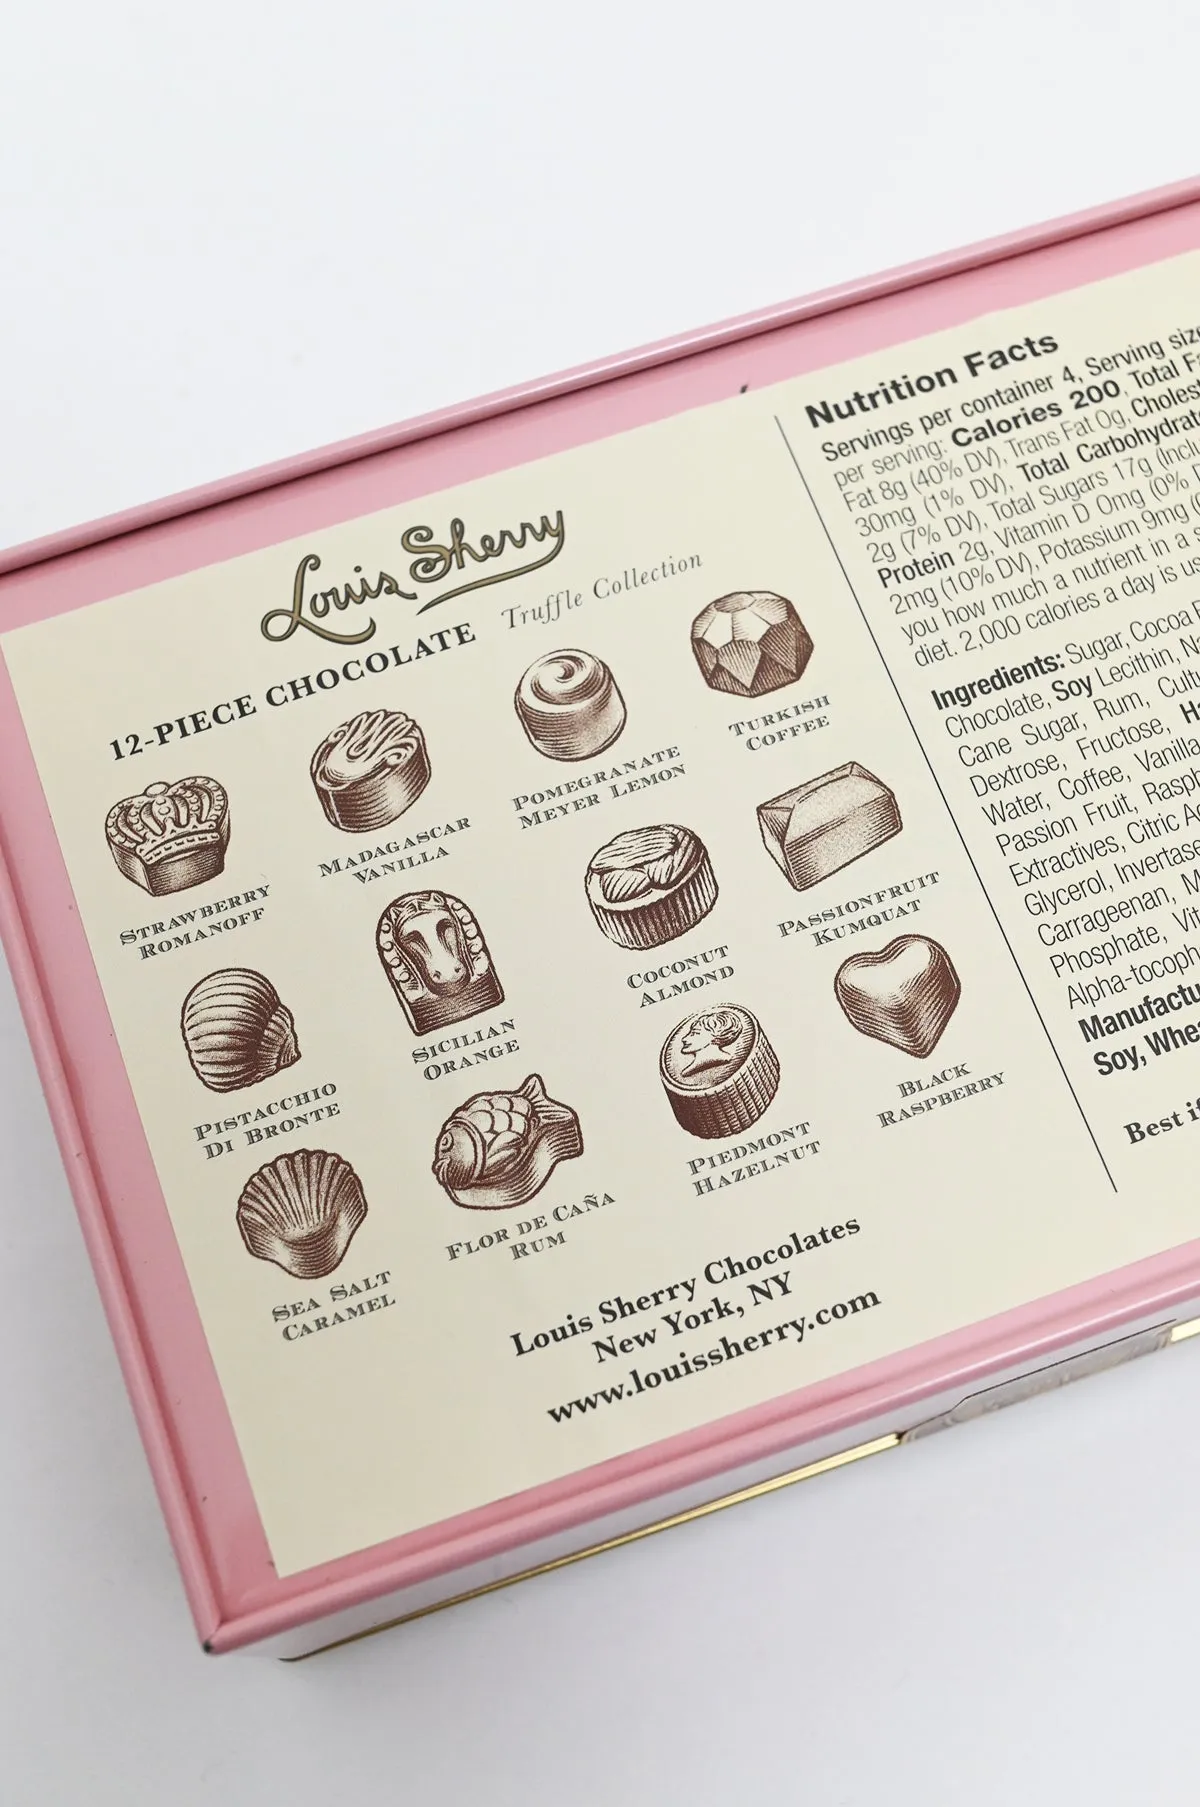 Louis Sherry
12-PIECE CHOCOLATE Truffle Collection
STRAWBERRY
ROMANOFF
MADAGASCAR
VANILLA
POMEGRANATE
MEYER LEMON
TURKISH
COFFEE
PISTACCHIO
DI BRONTE
SICILIAN
ORANGE
COCONUT
ALMOND
PASSIONFRUIT
KUMQUAT
SEA SALT
CARAMEL
FLOR DE CAÑA
RUM
PIEDMONT
HAZELNUT
BLACK
RASPBERRY
Louis Sherry Chocolates
New York, NY
www.louissherry.com
Nutrition Facts
Servings per container 4, Serving size
per serving: Calories 200, Total
Fat 8g (40% DV), Trans Fat 0g,
30mg (1% DV), Total
2g (7% DV), Total Sugars 17g
Protein 2g, Vitamin D 0mg (0%
2mg (10% DV), Potassium 9mg
you how much a nutrient in a
diet. 2,000 calories a day is
Ingredients: Sugar, Cocoa
Chocolate, Soy Lecithin,
Cane Sugar, Rum,
Dextrose, Fructose,
Water, Coffee,
Passion Fruit,
Extractives, Citric
Glycerol,
Carrageenan,
Phosphate,
Soy,
Best